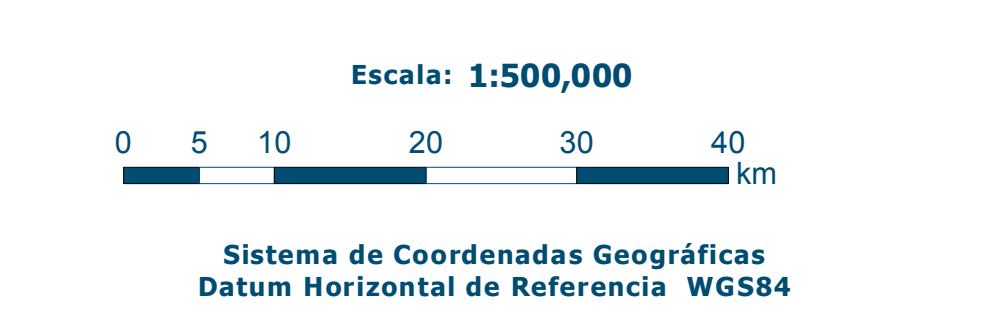 Escala: 1:500,000
0 5 10 20 30 40
km
Sistema de Coordenadas Geográficas
Datum Horizontal de Referencia WGS84